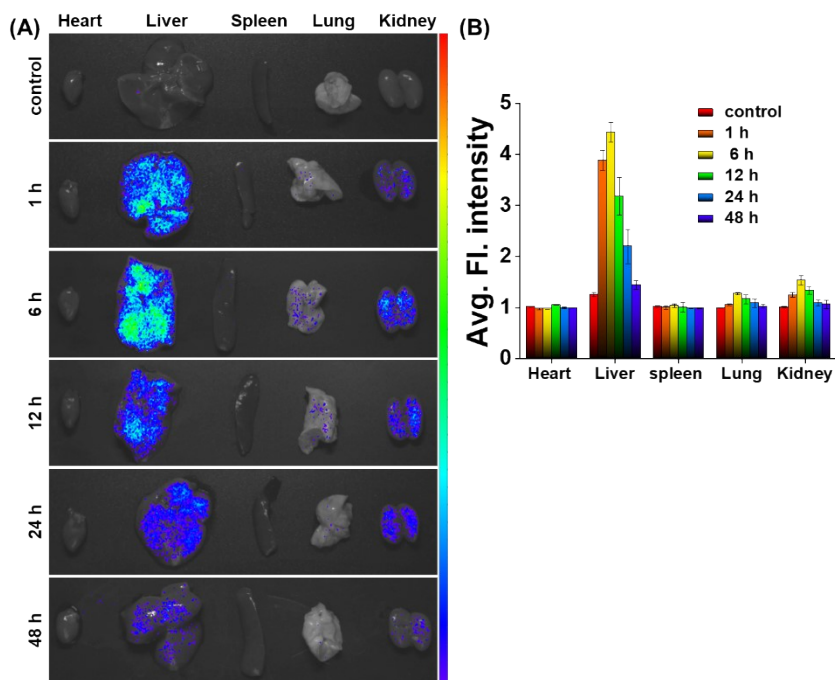 (A)
Heart Liver Spleen Lung Kidney
control
1 h
6 h
12 h
24 h
48 h
(B)
Avg. Fl. intensity
5
4
3
2
1
0
control
1 h
6 h
12 h
24 h
48 h
Heart Liver spleen Lung Kidney